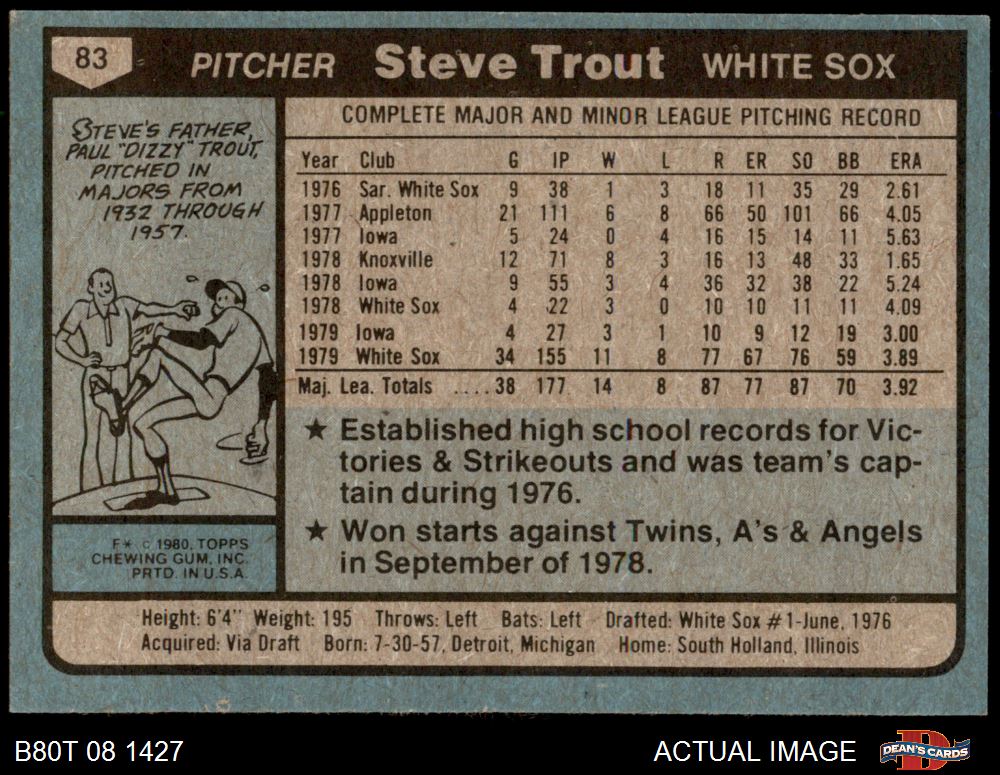 83
PITCHER Steve Trout WHITE SOX
STEVE'S FATHER,
PAUL "DIZZY" TROUT,
PITCHED IN
MAJORS FROM
1932 THROUGH
1957.
COMPLETE MAJOR AND MINOR LEAGUE PITCHING RECORD
Year Club G IP W L R ER SO BB ERA
1976 Sar. White Sox 9 38 1 3 18 11 35 29 2.61
1977 Appleton 21 111 6 8 66 50 101 66 4.05
1977 Iowa 5 24 0 4 16 15 14 11 5.63
1978 Knoxville 12 71 8 3 16 13 48 33 1.65
1978 Iowa 9 55 3 4 36 32 38 22 5.24
1978 White Sox 4 22 3 0 10 10 11 11 4.09
1979 Iowa 4 27 3 1 10 9 12 19 3.00
1979 White Sox 34 155 11 8 77 67 76 59 3.89
Maj. Lea. Totals ....38 177 14 8 87 77 87 70 3.92
★ Established high school records for Vic-
tories & Strikeouts and was team's cap-
tain during 1976.
★ Won starts against Twins, A's & Angels
in September of 1978.
F* © 1980, TOPPS
CHEWING GUM, INC.
PRTD. IN U.S.A.
Height: 6'4" Weight: 195 Throws: Left Bats: Left Drafted: White Sox #1-June, 1976
Acquired: Via Draft Born: 7-30-57, Detroit, Michigan Home: South Holland, Illinois
B80T 08 1427 ACTUAL IMAGE D DEAN'S CARDS